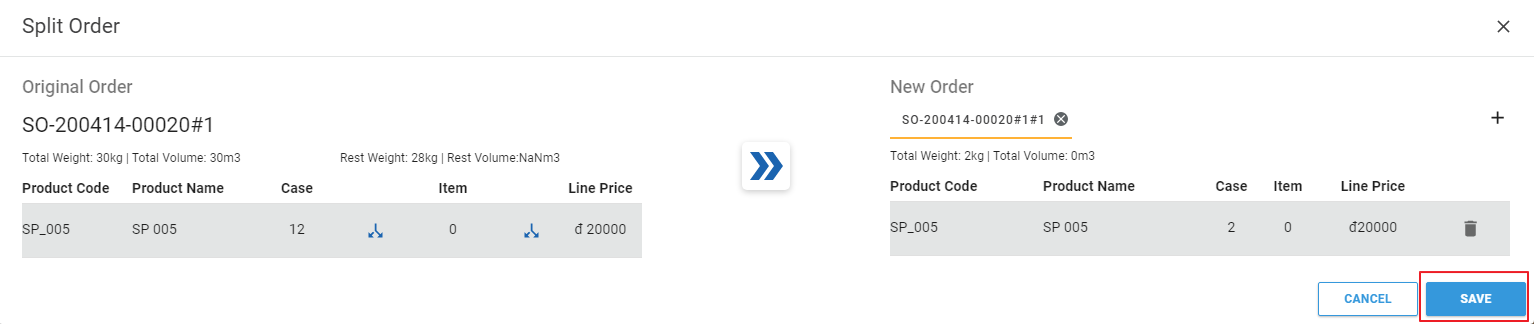 Split Order
Original Order
SO-200414-00020#1
Total Weight: 30kg | Total Volume: 30m3 Rest Weight: 28kg | Rest Volume:NaNm3
Product Code Product Name Case Item Line Price
SP_005 SP 005 12 0 đ 20000
New Order
SO-200414-00020#1#1
Total Weight: 2kg | Total Volume: 0m3
Product Code Product Name Case Item Line Price
SP_005 SP 005 2 0 đ20000
CANCEL SAVE